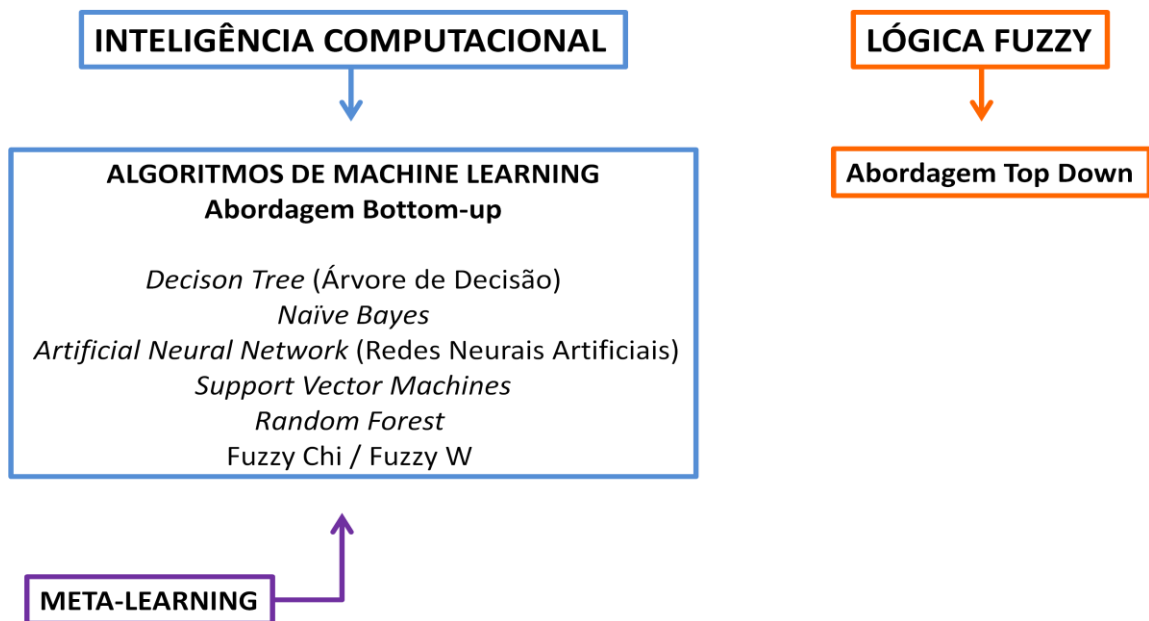 INTELIGÊNCIA COMPUTACIONAL
LÓGICA FUZZY
ALGORITMOS DE MACHINE LEARNING
Abordagem Bottom-up
Decison Tree (Árvore de Decisão)
Naïve Bayes
Artificial Neural Network (Redes Neurais Artificiais)
Support Vector Machines
Random Forest
Fuzzy Chi / Fuzzy W
Abordagem Top Down
META-LEARNING